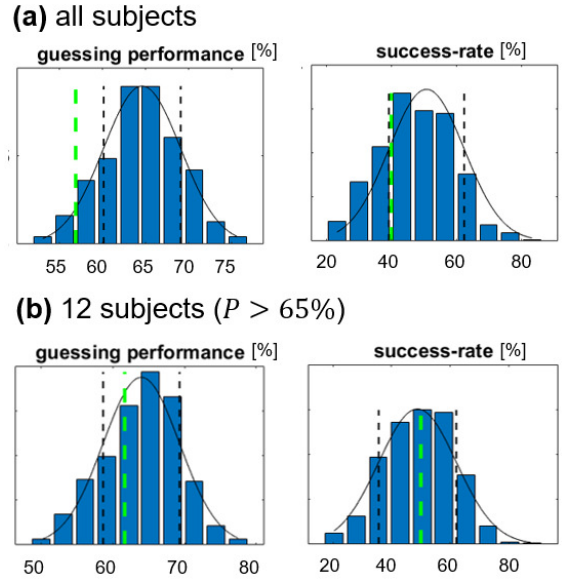 (a) all subjects
guessing performance [%]
success-rate [%]
55 60 65 70 75
20 40 60 80
(b) 12 subjects (P > 65%)
guessing performance [%]
success-rate [%]
50 60 70 80
20 40 60 80